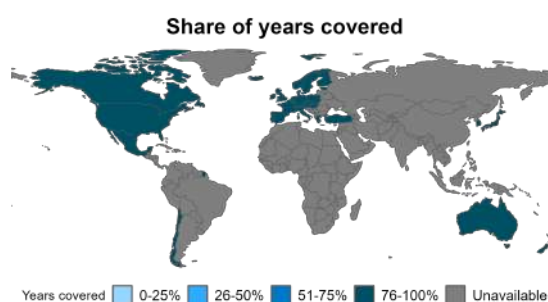 Share of years covered
Years covered 0-25% 26-50% 51-75% 76-100% Unavailable